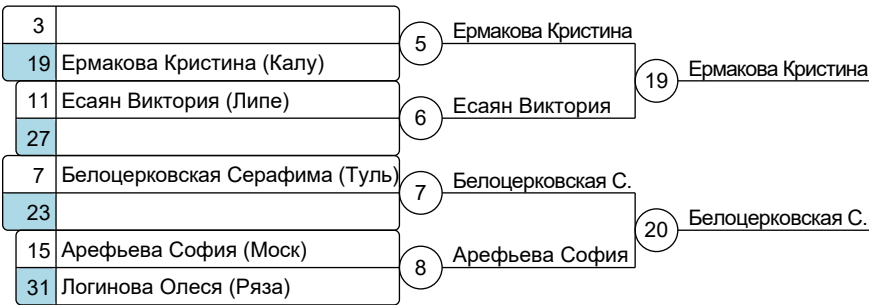 3
5
Ермакова Кристина
19 Ермакова Кристина (Калу)
19
Ермакова Кристина
11 Есаян Виктория (Липе)
6
Есаян Виктория
27
7 Белоцерковская Серафима (Туль)
7
Белоцерковская С.
23
20
Белоцерковская С.
15 Арефьева София (Моск)
8
Арефьева София
31 Логинова Олеся (Ряза)